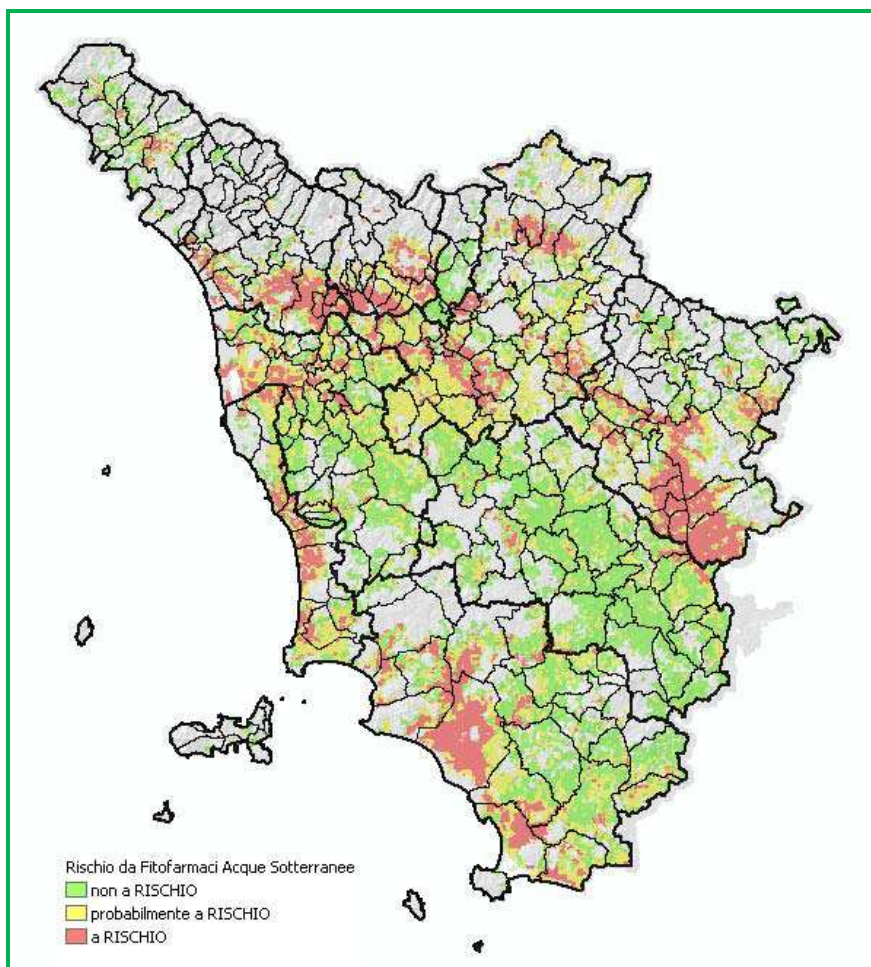 Rischio da Fitofarmaci Acque Sotterranee
non a RISCHIO
probabilmente a RISCHIO
a RISCHIO